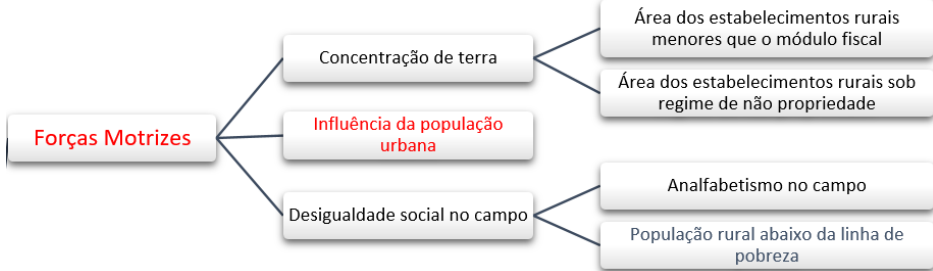 Forças Motrizes
Concentração de terra
Área dos estabelecimentos rurais
menores que o módulo fiscal
Área dos estabelecimentos rurais sob
regime de não propriedade
Influência da população
urbana
Desigualdade social no campo
Analfabetismo no campo
População rural abaixo da linha de
pobreza